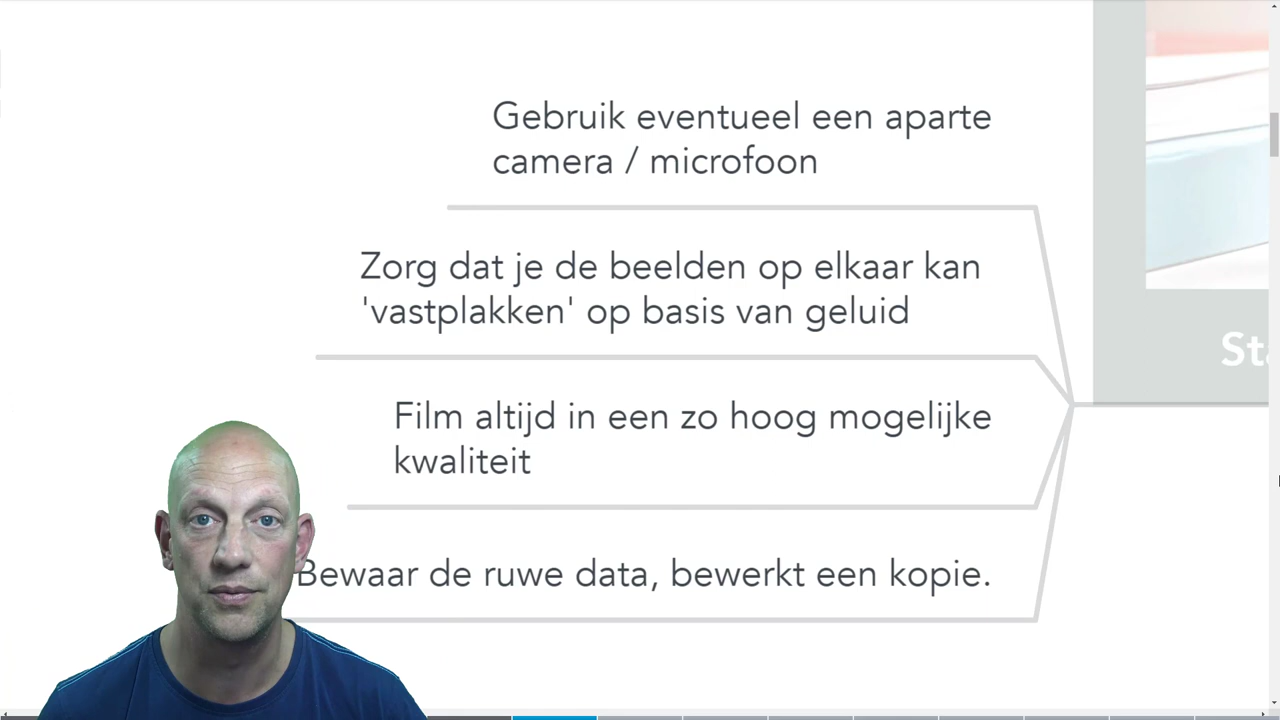 Gebruik eventueel een aparte
camera / microfoon
Zorg dat je de beelden op elkaar kan
'vastplakken' op basis van geluid
Film altijd in een zo hoog mogelijke
kwaliteit
Bewaar de ruwe data, bewerkt een kopie.